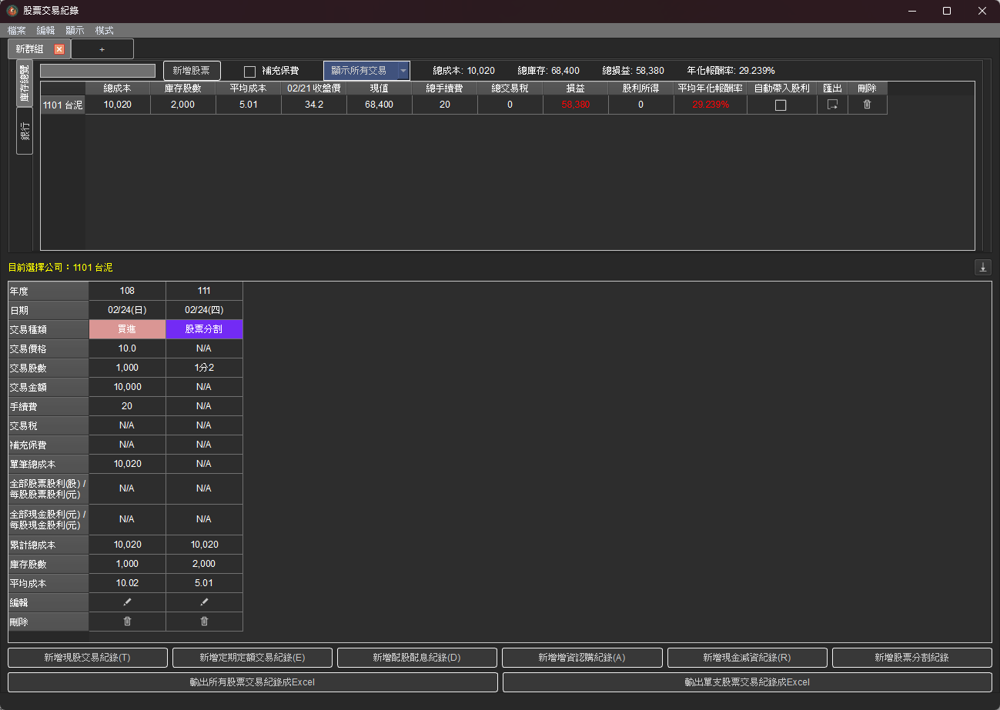 股票交易紀錄
檔案 編輯 顯示 模式
新群組 +
庫存總覽
銀行
新增股票 補充保費 顯示所有交易 總成本: 10,020 總庫存: 68,400 總損益: 58,380 年化報酬率: 29.239%
總成本 庫存股數 平均成本 02/21 收盤價 現值 總手續費 總交易稅 損益 股利所得 平均年化報酬率 自動帶入股利 匯出 刪除
1101 台泥 10,020 2,000 5.01 34.2 68,400 20 0 58,380 0 29.239%
目前選擇公司：1101 台泥
年度 108 111
日期 02/24(日) 02/24(四)
交易種類 買進 股票分割
交易價格 10.0 N/A
交易股數 1,000 1分2
交易金額 10,000 N/A
手續費 20 N/A
交易稅 N/A N/A
補充保費 N/A N/A
單筆總成本 10,020 N/A
全部股票股利(股) /
每股股票股利(元) N/A N/A
全部現金股利(元) /
每股現金股利(元) N/A N/A
累計總成本 10,020 10,020
庫存股數 1,000 2,000
平均成本 10.02 5.01
編輯
刪除
新增現股交易紀錄(T) 新增定期定額交易紀錄(E) 新增配股配息紀錄(D) 新增增資認購紀錄(A) 新增現金減資紀錄(R) 新增股票分割紀錄
輸出所有股票交易紀錄成Excel 輸出單支股票交易紀錄成Excel